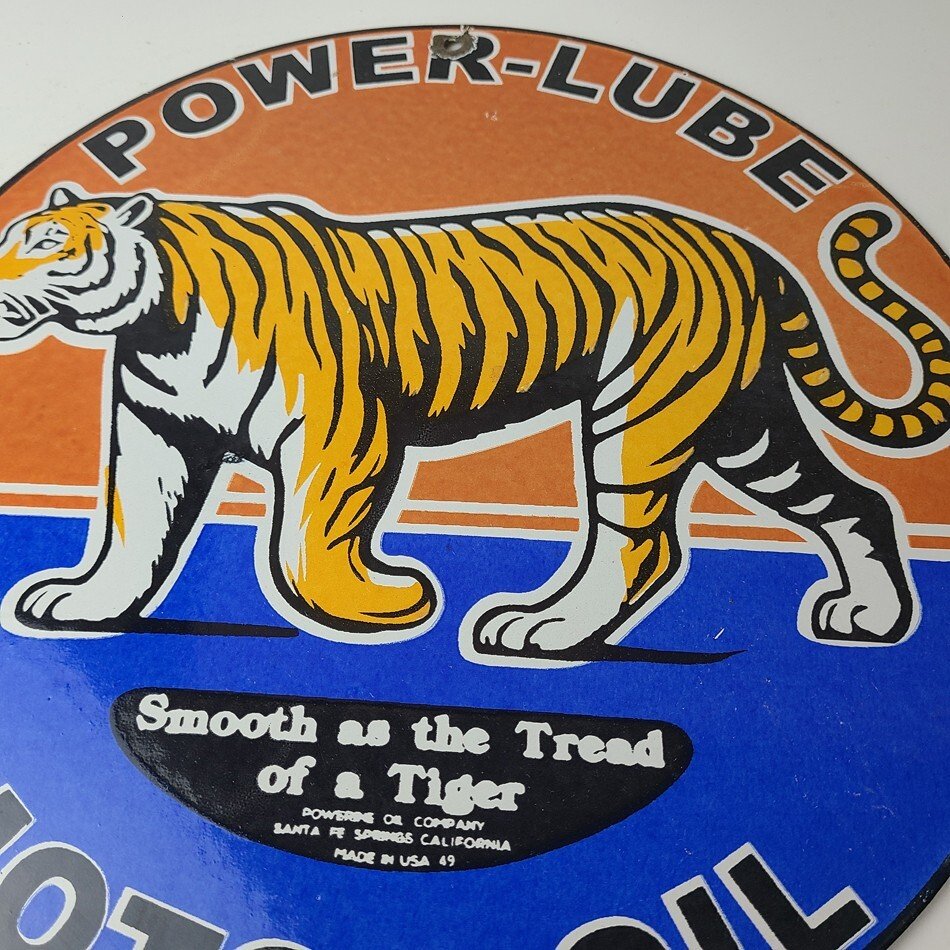 POWER-LUBE
Smooth as the Tread
of a Tiger
POWERINE OIL COMPANY
SANTA FE SPRINGS CALIFORNIA
MADE IN USA 49
OIL